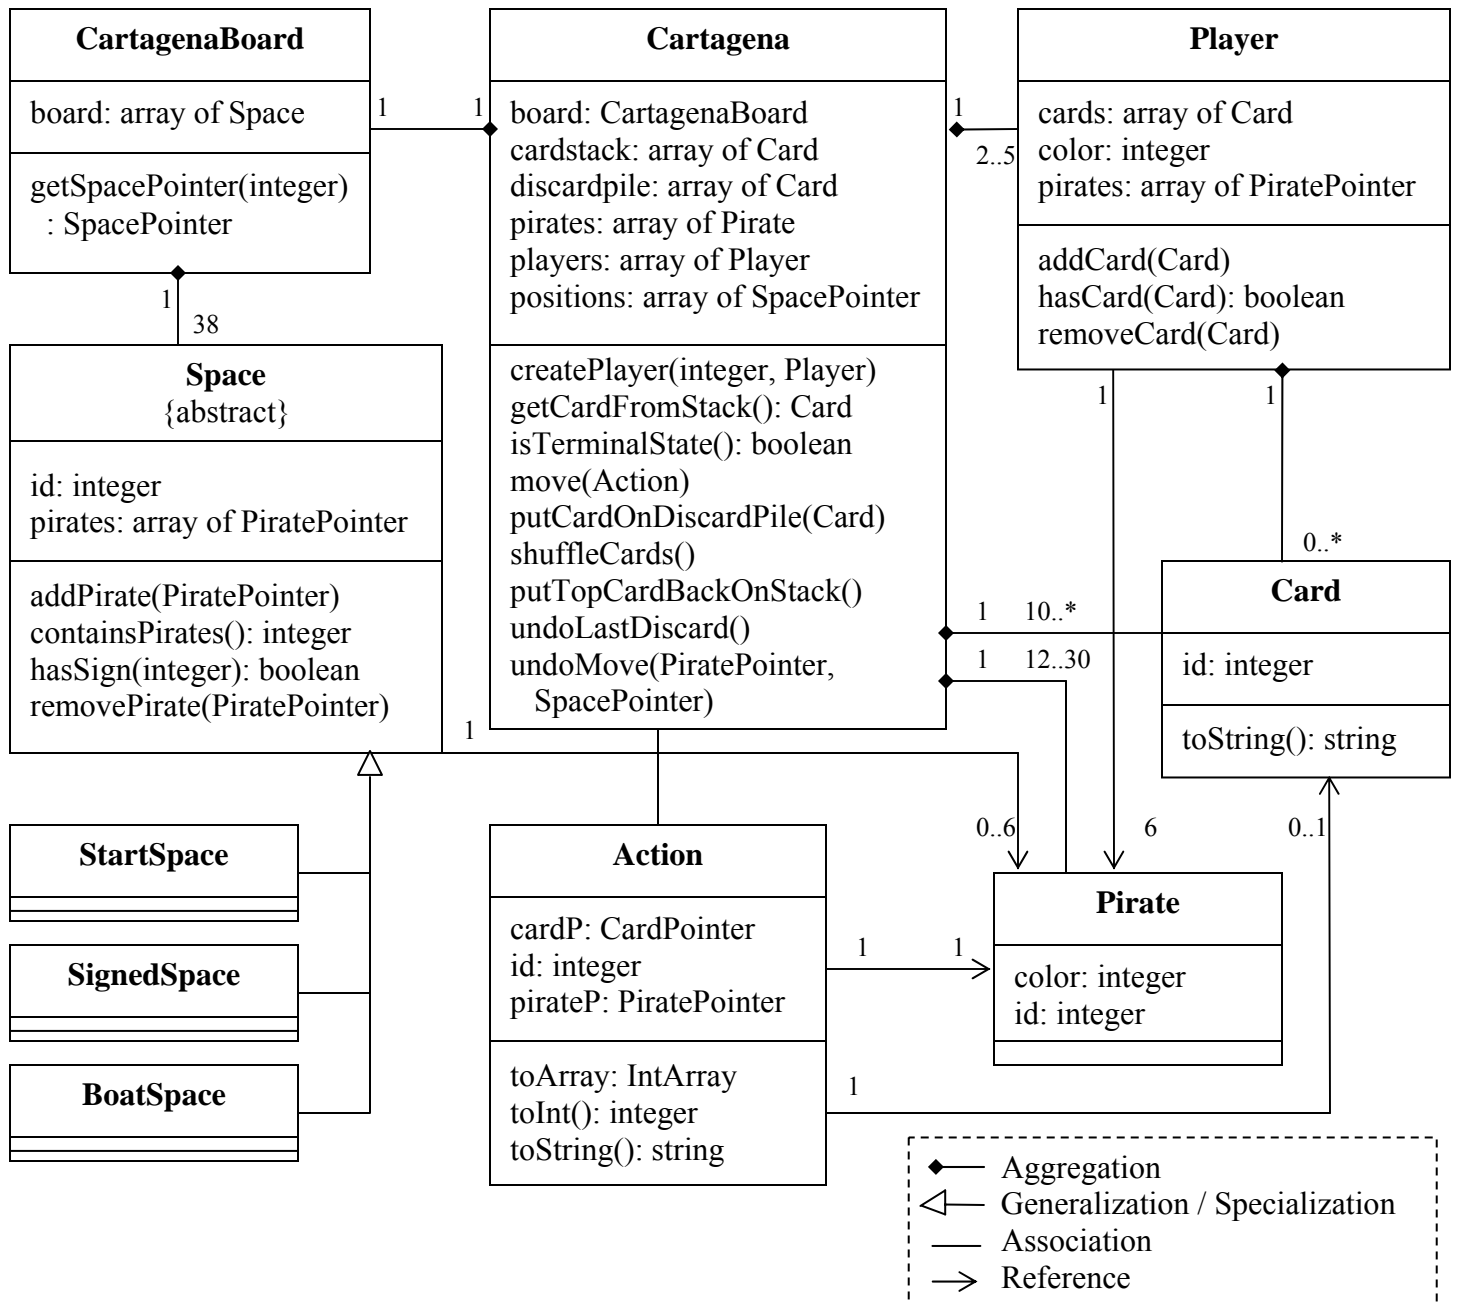 CartagenaBoard
board: array of Space
getSpacePointer(integer)
: SpacePointer
1
1
Cartagena
board: CartagenaBoard
cardstack: array of Card
discardpile: array of Card
pirates: array of Pirate
players: array of Player
positions: array of SpacePointer
createPlayer(integer, Player)
getCardFromStack(): Card
isTerminalState(): boolean
move(Action)
putCardOnDiscardPile(Card)
shuffleCards()
putTopCardBackOnStack()
undoLastDiscard()
undoMove(PiratePointer,
SpacePointer)
1
2..5
Player
cards: array of Card
color: integer
pirates: array of PiratePointer
addCard(Card)
hasCard(Card): boolean
removeCard(Card)
1
38
Space
{abstract}
id: integer
pirates: array of PiratePointer
addPirate(PiratePointer)
containsPirates(): integer
hasSign(integer): boolean
removePirate(PiratePointer)
1
1
1
0..*
Card
id: integer
toString(): string
1 10..*
1 12..30
StartSpace
SignedSpace
BoatSpace
Action
cardP: CardPointer
id: integer
pirateP: PiratePointer
toArray: IntArray
toInt(): integer
toString(): string
0..6
6
0..1
1
1
Pirate
color: integer
id: integer
1
Aggregation
Generalization / Specialization
Association
Reference